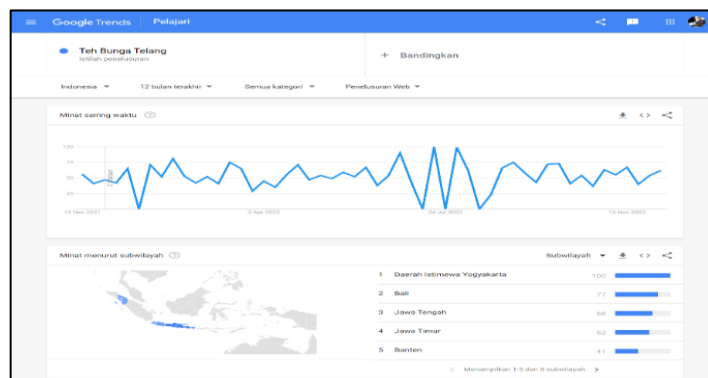 Google Trends Pelajari
Teh Bunga Telang
Istilah penelusuran
+ Bandingkan
Indonesia 12 bulan terakhir Semua kategori Penelusuran Web
Minat seiring waktu
100
75
50
25
Catatan
3 Apr 2022
24 Jul 2022
13 Nov 2022
Minat menurut subwilayah Subwilayah
1 Daerah Istimewa Yogyakarta 100
2 Bali 77
3 Jawa Tengah 68
4 Jawa Timur 62
5 Banten 41
Menampilkan 1-5 dari 8 subwilayah